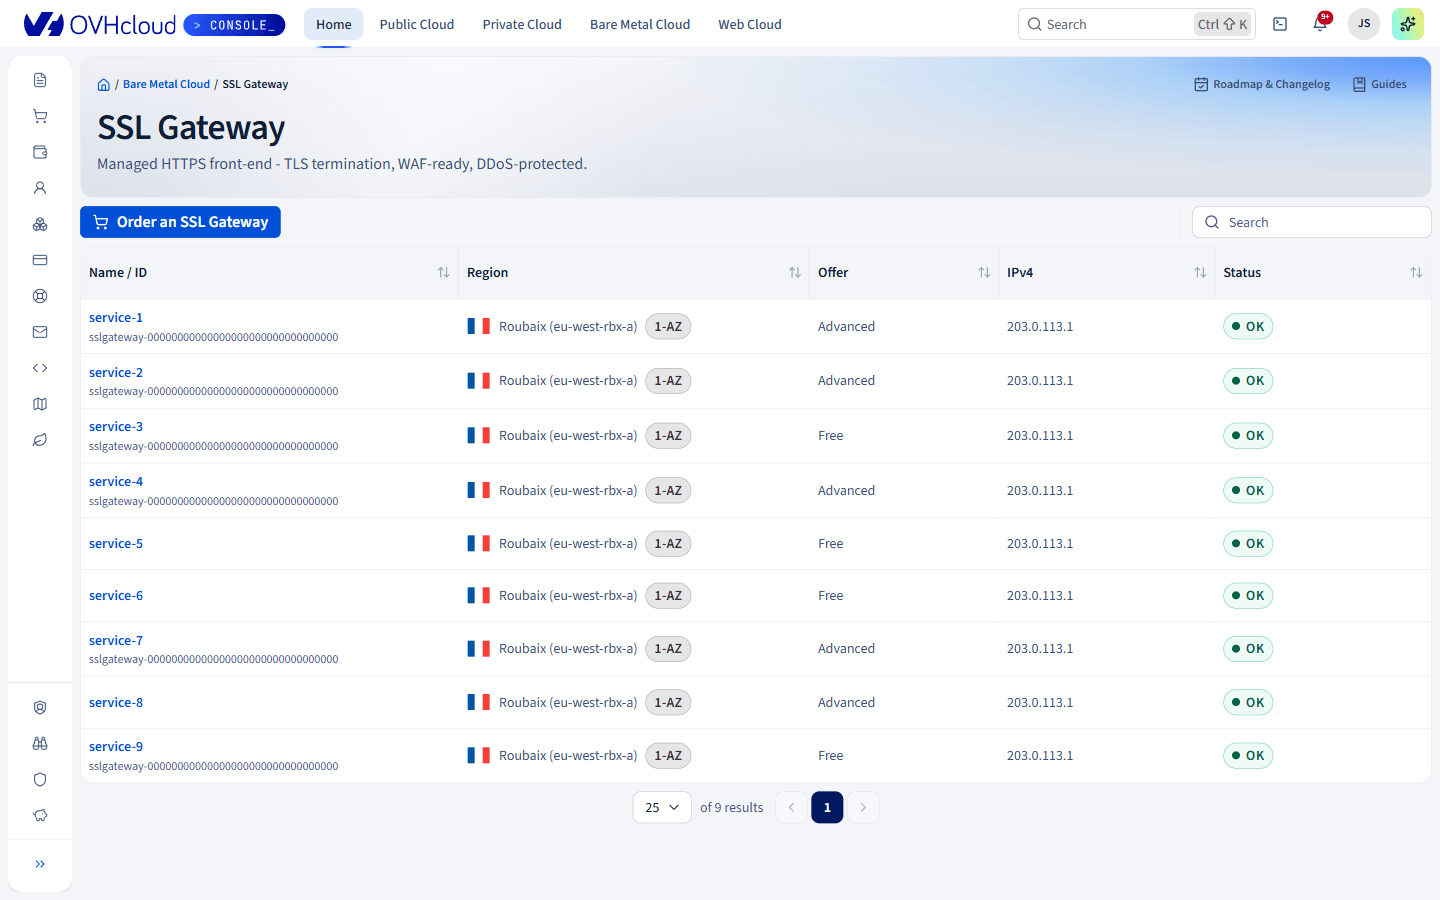 OVHcloud > CONSOLE_ Home Public Cloud Private Cloud Bare Metal Cloud Web Cloud Search Ctrl K 9+ JS
/ Bare Metal Cloud / SSL Gateway Roadmap & Changelog Guides
SSL Gateway
Managed HTTPS front-end - TLS termination, WAF-ready, DDoS-protected.
Order an SSL Gateway Search
Name / ID Region Offer IPv4 Status
service-1
sslgateway-00000000000000000000000000000000 Roubaix (eu-west-rbx-a) 1-AZ Advanced 203.0.113.1 OK
service-2
sslgateway-00000000000000000000000000000000 Roubaix (eu-west-rbx-a) 1-AZ Advanced 203.0.113.1 OK
service-3
sslgateway-00000000000000000000000000000000 Roubaix (eu-west-rbx-a) 1-AZ Free 203.0.113.1 OK
service-4
sslgateway-00000000000000000000000000000000 Roubaix (eu-west-rbx-a) 1-AZ Advanced 203.0.113.1 OK
service-5 Roubaix (eu-west-rbx-a) 1-AZ Free 203.0.113.1 OK
service-6 Roubaix (eu-west-rbx-a) 1-AZ Free 203.0.113.1 OK
service-7
sslgateway-00000000000000000000000000000000 Roubaix (eu-west-rbx-a) 1-AZ Advanced 203.0.113.1 OK
service-8 Roubaix (eu-west-rbx-a) 1-AZ Advanced 203.0.113.1 OK
service-9
sslgateway-00000000000000000000000000000000 Roubaix (eu-west-rbx-a) 1-AZ Free 203.0.113.1 OK
25 of 9 results 1